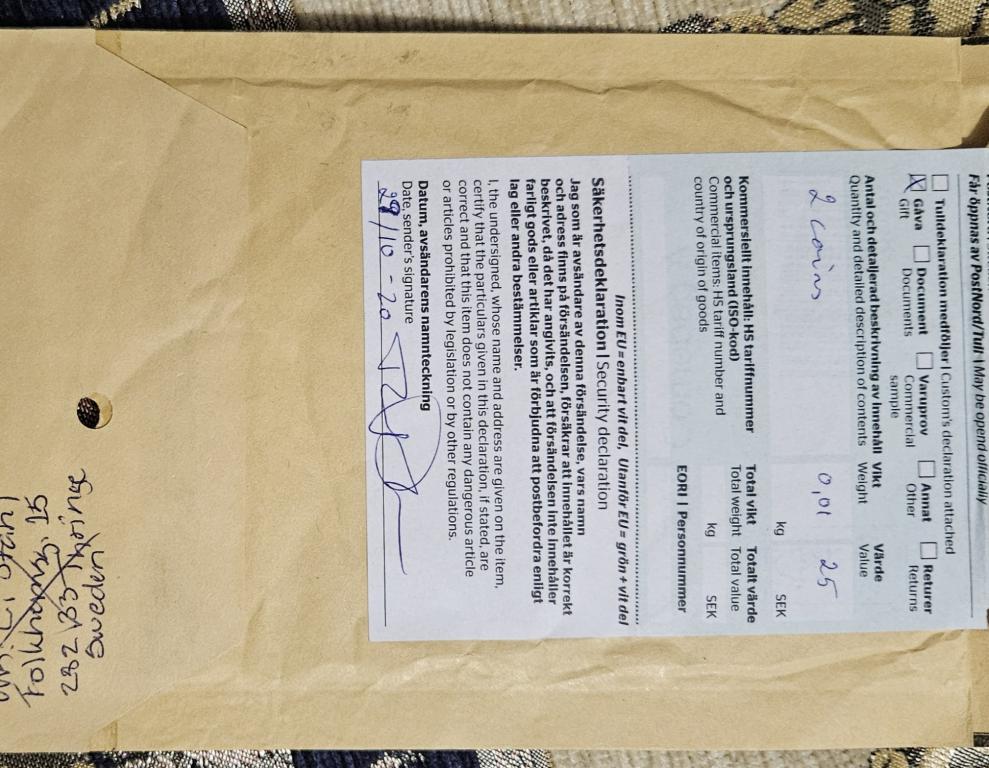 Får öppnas av PostNord/Tull \ May be opend officially
Tulldeklaration medföljer | Custom's declaration attached
X Gåva Document Varuprov Annat Returer
Gift Documents Commercial sample Other Returns
Antal och detaljerad beskrivning av innehåll Vikt Värde
Quantity and detailed description of contents Weight Value
2 coins 0,01 25
kg SEK
Kommersiellt innehåll: HS tariffnummer Total vikt Totalt värde
och ursprungsland (ISO-kod) Total weight Total value
Commercial items: HS tariff number and kg SEK
country of origin of goods
EORI | Personnummer
Inom EU = enbart vit del, Utanför EU = grön + vit del
Säkerhetsdeklaration | Security declaration
Jag som är avsändare av denna försändelse, vars namn
och adress finns på försändelsen, försäkrar att innehållet är korrekt
beskrivet, då det har angivits, och att försändelsen inte innehåller
farligt gods eller artiklar som är förbjudna att postbefordra enligt
lag eller andra bestämmelser.
I, the undersigned, whose name and address are given on the item,
certify that the particulars given in this declaration, if stated, are
correct and that this item does not contain any dangerous article
or articles prohibited by legislation or by other regulations.
Datum, avsändarens namnteckning
Date, sender's signature
29/10-20
15
282 33
Sweden